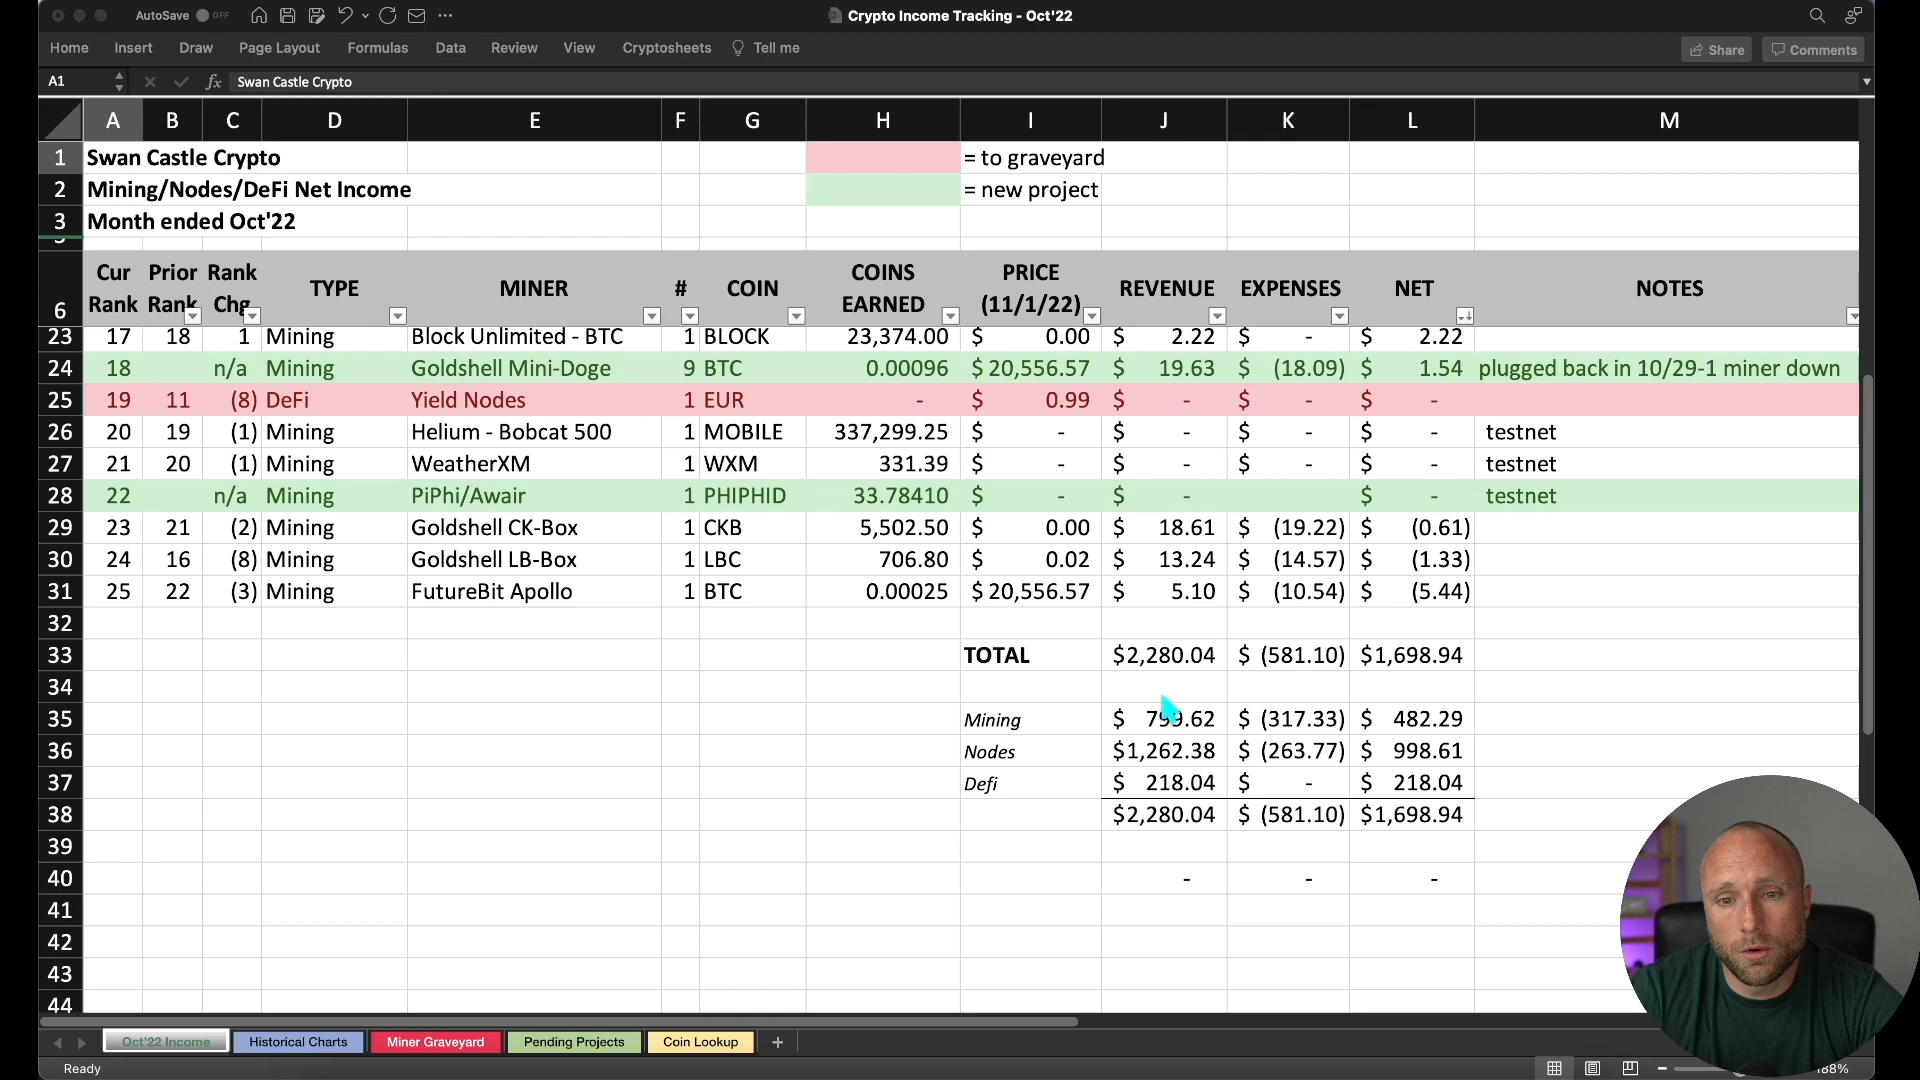 AutoSave OFF Crypto Income Tracking - Oct'22
Home Insert Draw Page Layout Formulas Data Review View Cryptosheets Tell me Share Comments
A1 fx Swan Castle Crypto
A B C D E F G H I J K L M
1 Swan Castle Crypto = to graveyard
2 Mining/Nodes/DeFi Net Income = new project
3 Month ended Oct'22
6 Cur Rank Prior Rank Rank Chg TYPE MINER # COIN COINS EARNED PRICE (11/1/22) REVENUE EXPENSES NET NOTES
23 17 18 1 Mining Block Unlimited - BTC 1 BLOCK 23,374.00 $ 0.00 $ 2.22 $ - $ 2.22
24 18 n/a Mining Goldshell Mini-Doge 9 BTC 0.00096 $ 20,556.57 $ 19.63 $ (18.09) $ 1.54 plugged back in 10/29-1 miner down
25 19 11 (8) DeFi Yield Nodes 1 EUR - $ 0.99 $ - $ - $ -
26 20 19 (1) Mining Helium - Bobcat 500 1 MOBILE 337,299.25 $ - $ - $ - $ - testnet
27 21 20 (1) Mining WeatherXM 1 WXM 331.39 $ - $ - $ - $ - testnet
28 22 n/a Mining PiPhi/Awair 1 PHIPHID 33.78410 $ - $ - $ - testnet
29 23 21 (2) Mining Goldshell CK-Box 1 CKB 5,502.50 $ 0.00 $ 18.61 $ (19.22) $ (0.61)
30 24 16 (8) Mining Goldshell LB-Box 1 LBC 706.80 $ 0.02 $ 13.24 $ (14.57) $ (1.33)
31 25 22 (3) Mining FutureBit Apollo 1 BTC 0.00025 $ 20,556.57 $ 5.10 $ (10.54) $ (5.44)
32
33 TOTAL $2,280.04 $ (581.10) $1,698.94
34
35 Mining $ 799.62 $ (317.33) $ 482.29
36 Nodes $1,262.38 $ (263.77) $ 998.61
37 Defi $ 218.04 $ - $ 218.04
38 $2,280.04 $ (581.10) $1,698.94
39
40 - - -
41
42
43
44
Oct'22 Income Historical Charts Miner Graveyard Pending Projects Coin Lookup +
Ready